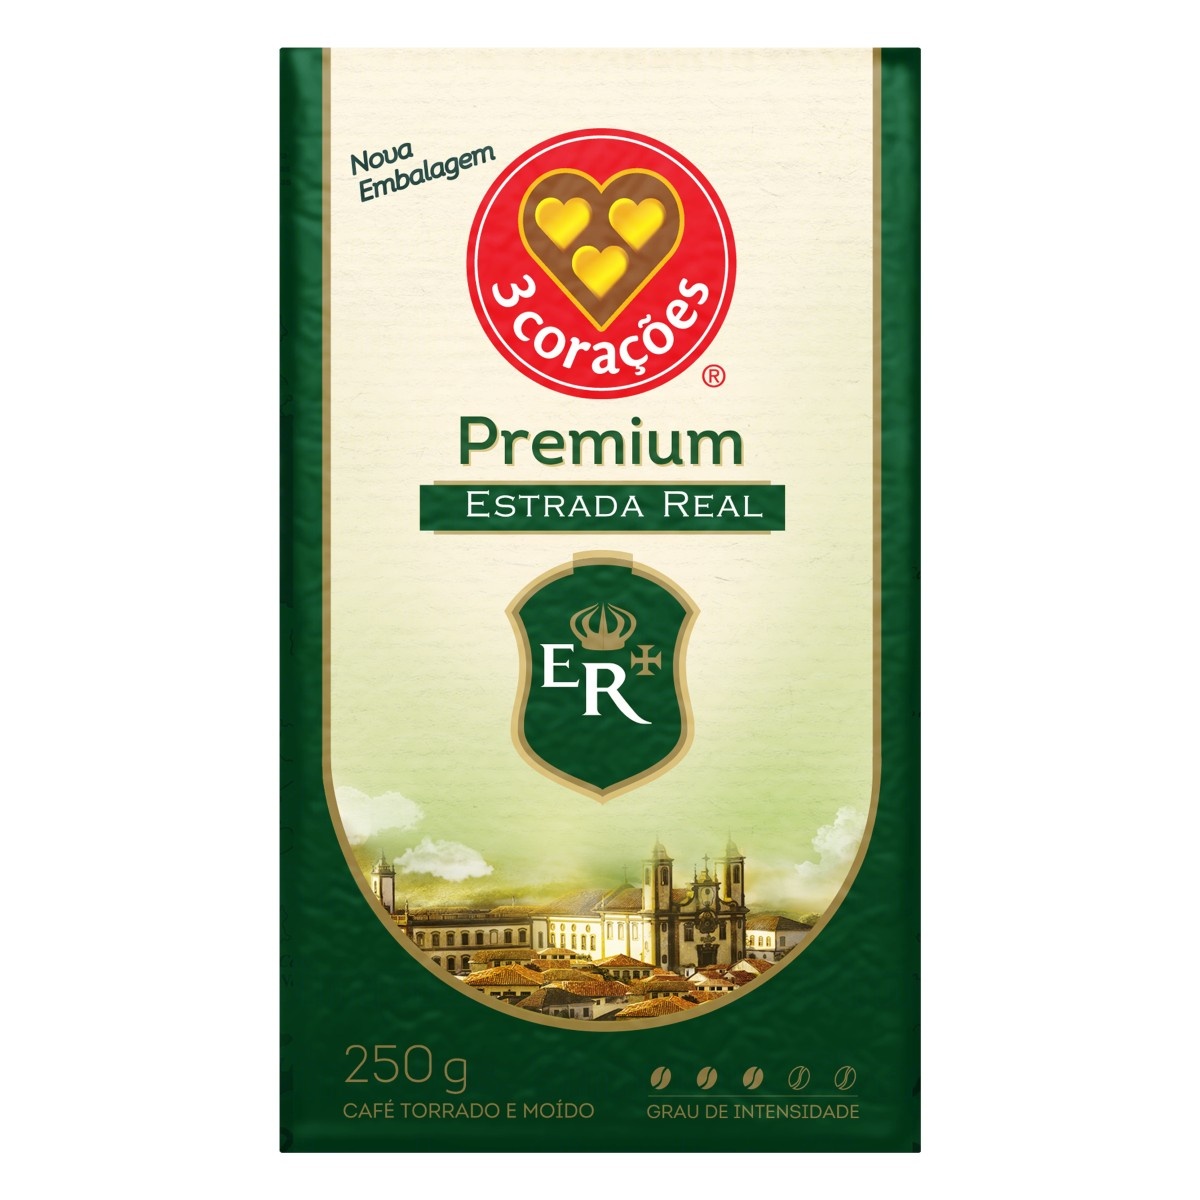 Nova
Embalagem
3 corações
®
Premium
ESTRADA REAL
ER
250 g
CAFÉ TORRADO E MOÍDO
GRAU DE INTENSIDADE